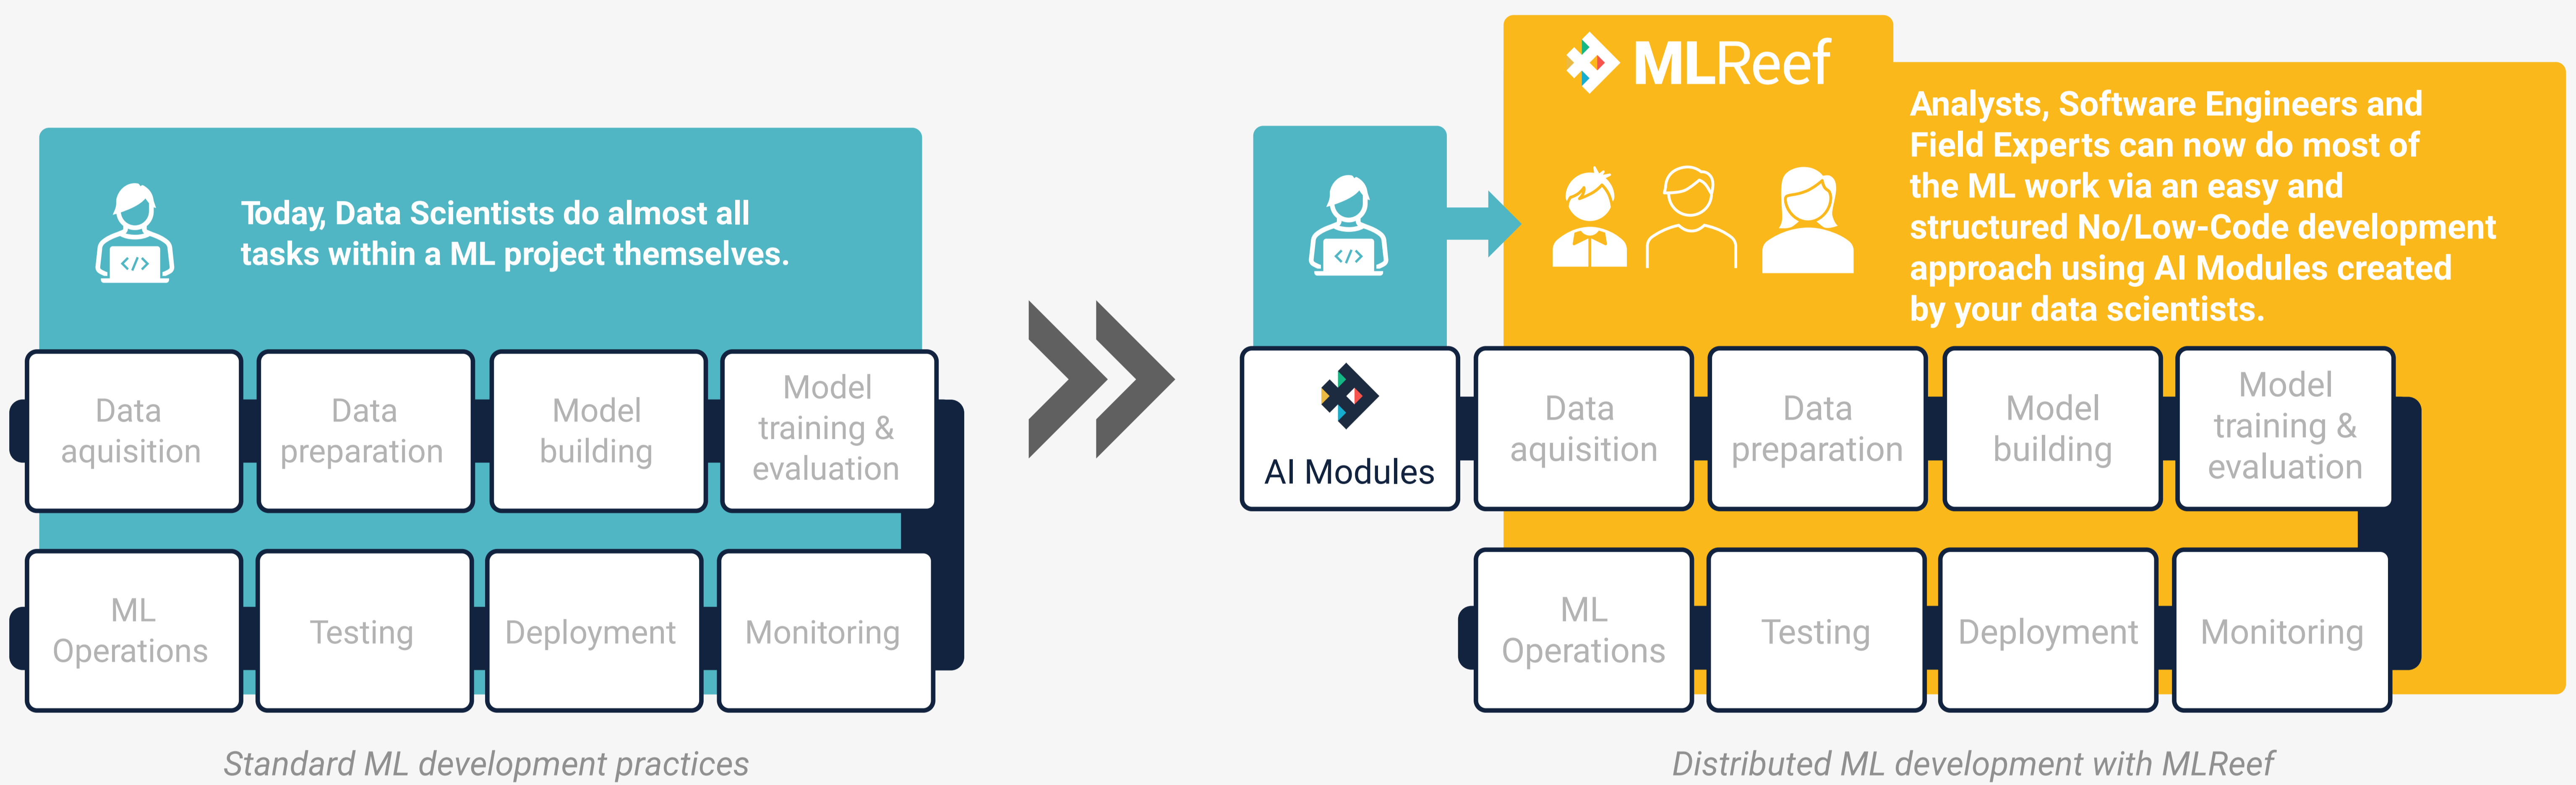 Today, Data Scientists do almost all
tasks within a ML project themselves.
Data
aquisition
Data
preparation
Model
building
Model
training &
evaluation
ML
Operations
Testing
Deployment
Monitoring
Standard ML development practices
MLReef
Analysts, Software Engineers and
Field Experts can now do most of
the ML work via an easy and
structured No/Low-Code development
approach using AI Modules created
by your data scientists.
</>
</>
AI Modules
Data
aquisition
Data
preparation
Model
building
Model
training &
evaluation
ML
Operations
Testing
Deployment
Monitoring
Distributed ML development with MLReef